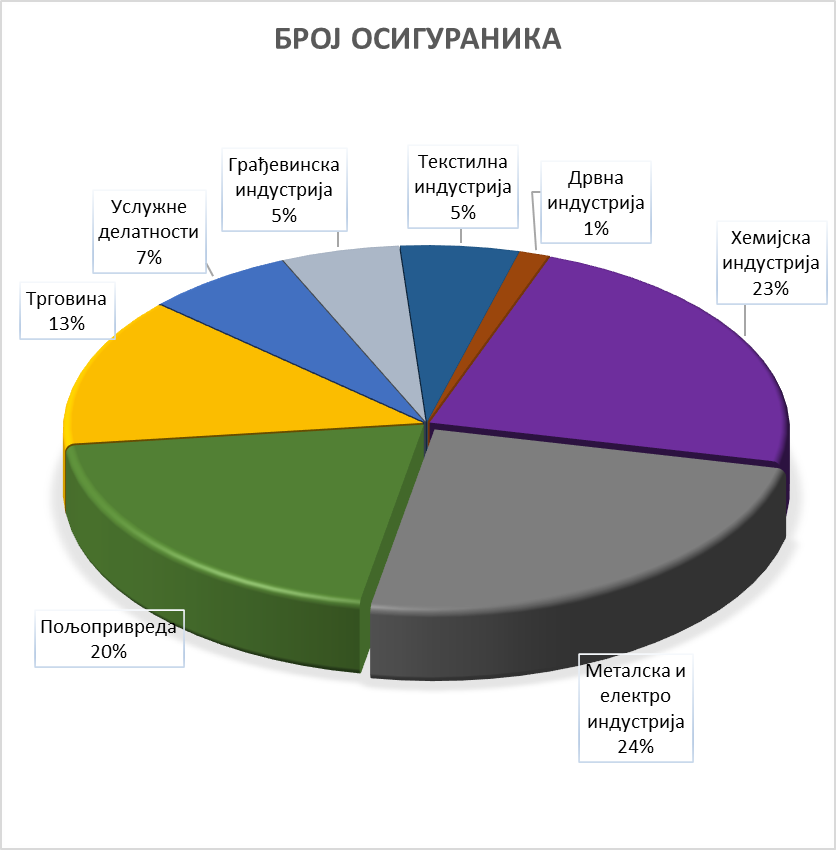 БРОЈ ОСИГУРАНИКА
Текстилна
индустрија
5%
Грађевинска
индустрија
5%
Дрвна
индустрија
1%
Услужне
делатности
7%
Хемијска
индустрија
23%
Трговина
13%
Пољопривреда
20%
Металска и
електро
индустрија
24%